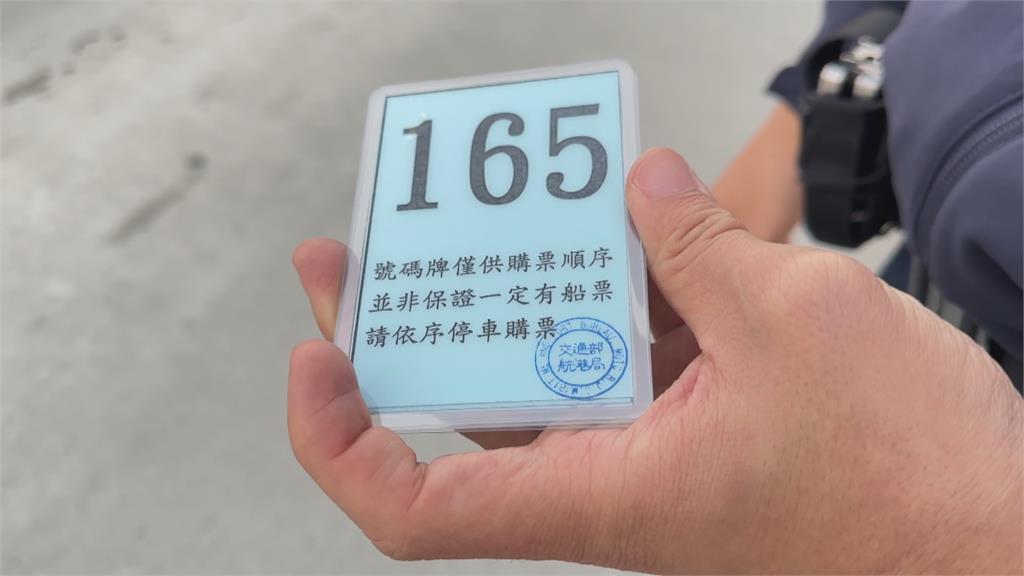 165
號碼牌僅供購票順序
並非保證一定有船票
請依序停車購票
交通部
航港局